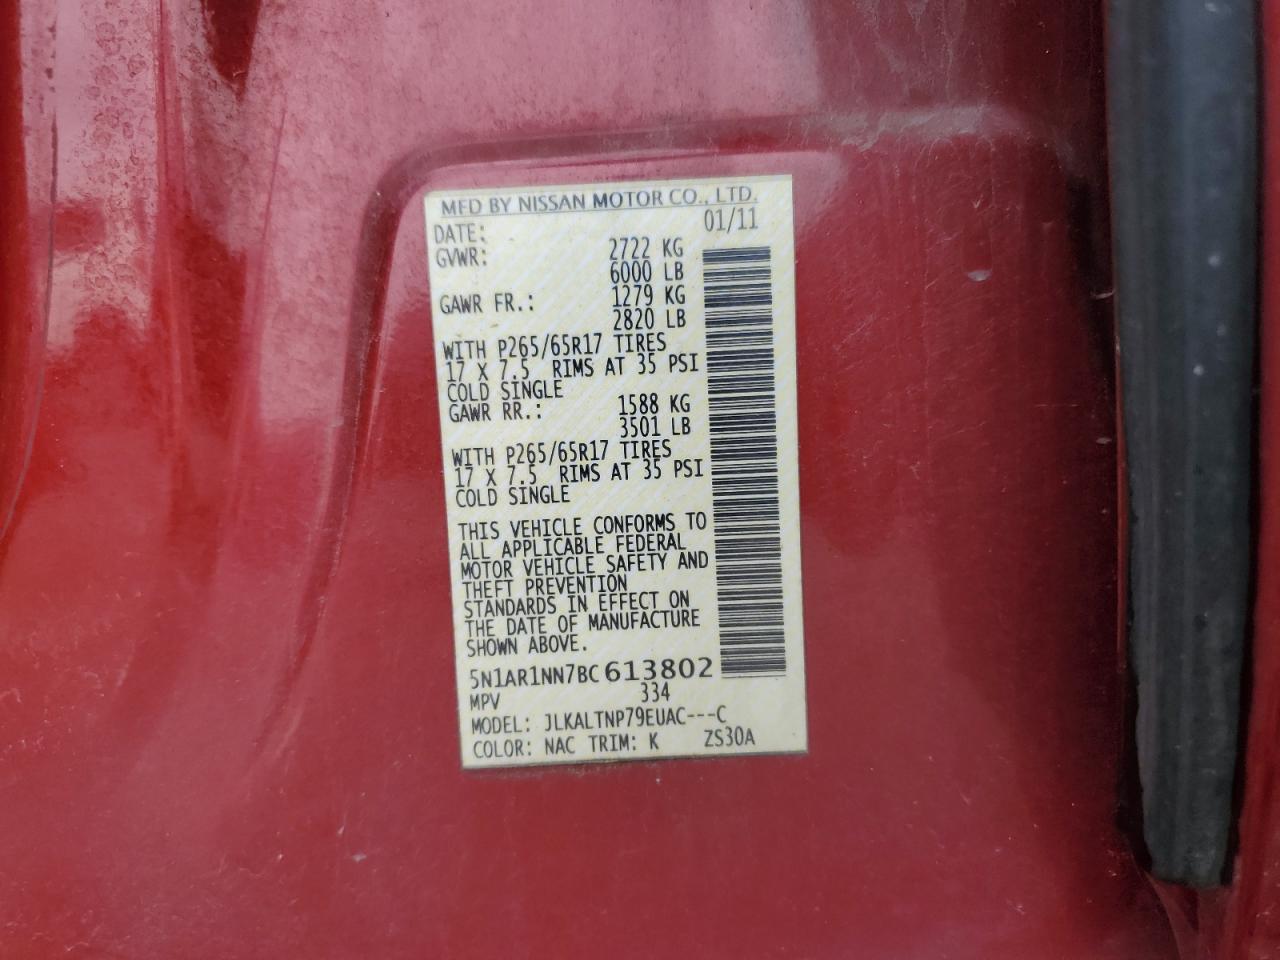 MFD BY NISSAN MOTOR CO., LTD.
DATE: 01/11
GVWR: 2722 KG
6000 LB
GAWR FR.: 1279 KG
2820 LB
WITH P265/65R17 TIRES
17 X 7.5 RIMS AT 35 PSI
COLD SINGLE
GAWR RR.: 1588 KG
3501 LB
WITH P265/65R17 TIRES
17 X 7.5 RIMS AT 35 PSI
COLD SINGLE
THIS VEHICLE CONFORMS TO
ALL APPLICABLE FEDERAL
MOTOR VEHICLE SAFETY AND
THEFT PREVENTION
STANDARDS IN EFFECT ON
THE DATE OF MANUFACTURE
SHOWN ABOVE.
5N1AR1NN7BC613802
MPV 334
MODEL: JLKALTNP79EUAC---C
COLOR: NAC TRIM: K ZS30A